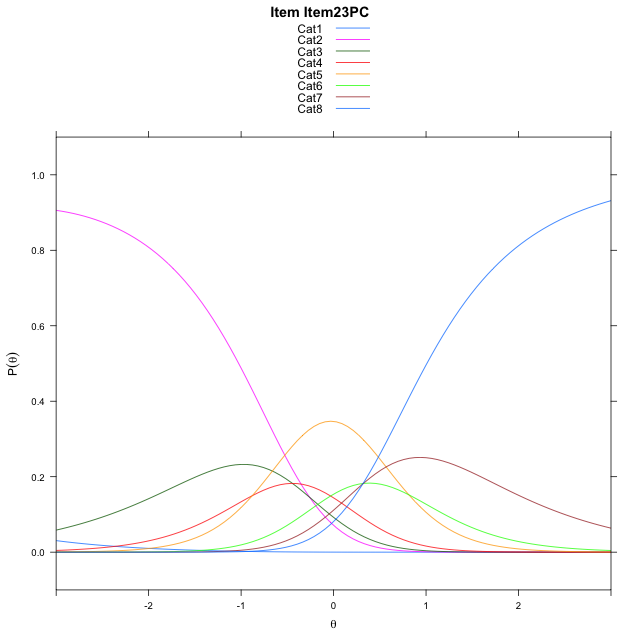 Item Item23PC
Cat1
Cat2
Cat3
Cat4
Cat5
Cat6
Cat7
Cat8
1.0
0.8
0.6
0.4
0.2
0.0
P(θ)
-2 -1 0 1 2
θ